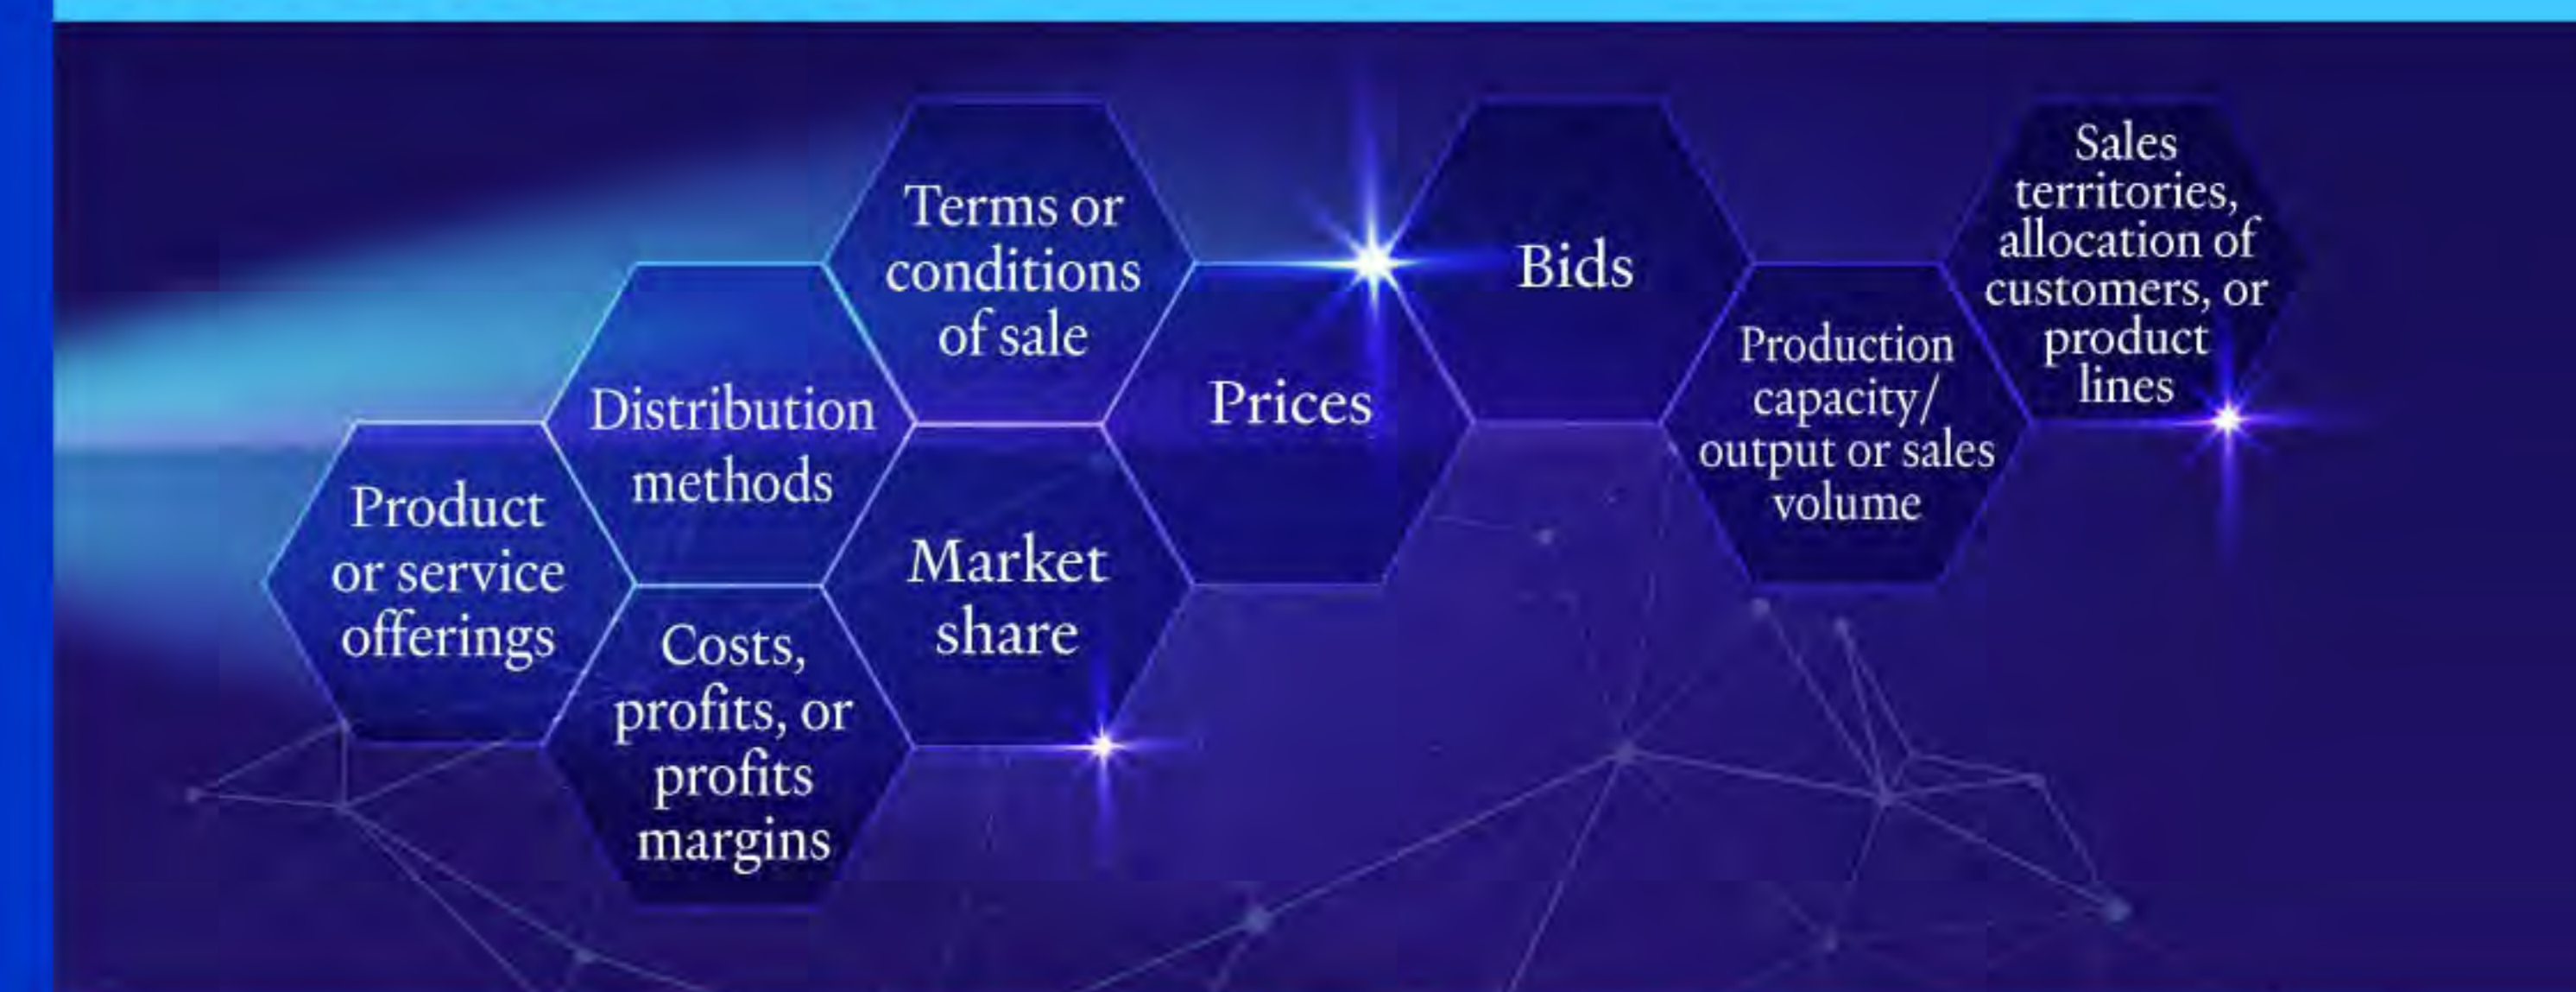 Product
or service
offerings
Distribution
methods
Costs,
profits, or
profits
margins
Terms or
conditions
of sale
Market
share
Prices
Bids
Production
capacity/
output or sales
volume
Sales
territories,
allocation of
customers, or
product
lines